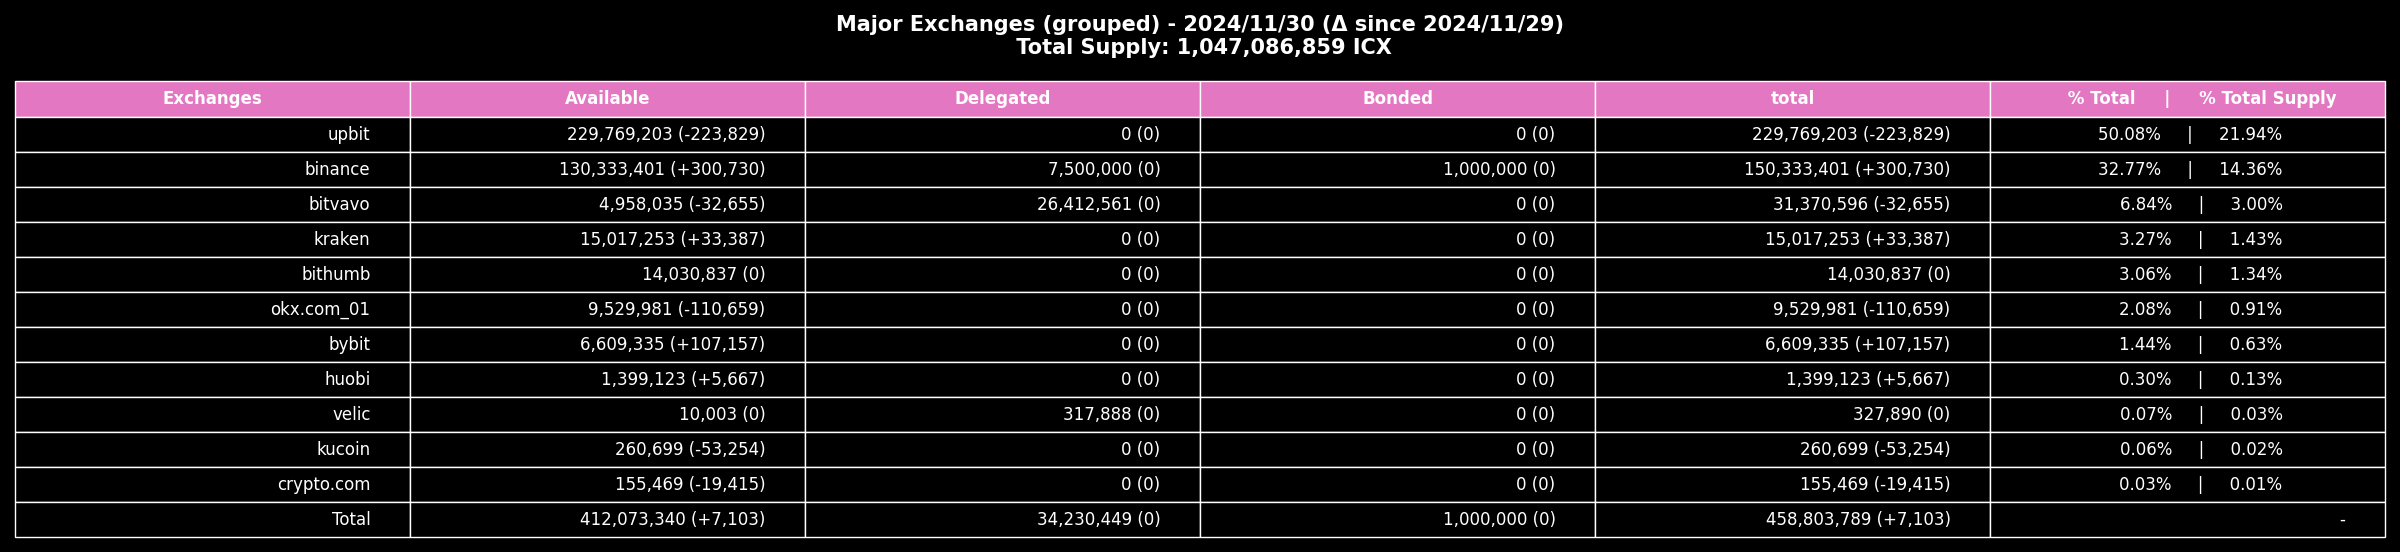 Major Exchanges (grouped) - 2024/11/30 (Δ since 2024/11/29)
Total Supply: 1,047,086,859 ICX
Exchanges Available Delegated Bonded total % Total | % Total Supply
upbit 229,769,203 (-223,829) 0 (0) 0 (0) 229,769,203 (-223,829) 50.08% | 21.94%
binance 130,333,401 (+300,730) 7,500,000 (0) 1,000,000 (0) 150,333,401 (+300,730) 32.77% | 14.36%
bitvavo 4,958,035 (-32,655) 26,412,561 (0) 0 (0) 31,370,596 (-32,655) 6.84% | 3.00%
kraken 15,017,253 (+33,387) 0 (0) 0 (0) 15,017,253 (+33,387) 3.27% | 1.43%
bithumb 14,030,837 (0) 0 (0) 0 (0) 14,030,837 (0) 3.06% | 1.34%
okx.com_01 9,529,981 (-110,659) 0 (0) 0 (0) 9,529,981 (-110,659) 2.08% | 0.91%
bybit 6,609,335 (+107,157) 0 (0) 0 (0) 6,609,335 (+107,157) 1.44% | 0.63%
huobi 1,399,123 (+5,667) 0 (0) 0 (0) 1,399,123 (+5,667) 0.30% | 0.13%
velic 10,003 (0) 317,888 (0) 0 (0) 327,890 (0) 0.07% | 0.03%
kucoin 260,699 (-53,254) 0 (0) 0 (0) 260,699 (-53,254) 0.06% | 0.02%
crypto.com 155,469 (-19,415) 0 (0) 0 (0) 155,469 (-19,415) 0.03% | 0.01%
Total 412,073,340 (+7,103) 34,230,449 (0) 1,000,000 (0) 458,803,789 (+7,103) -